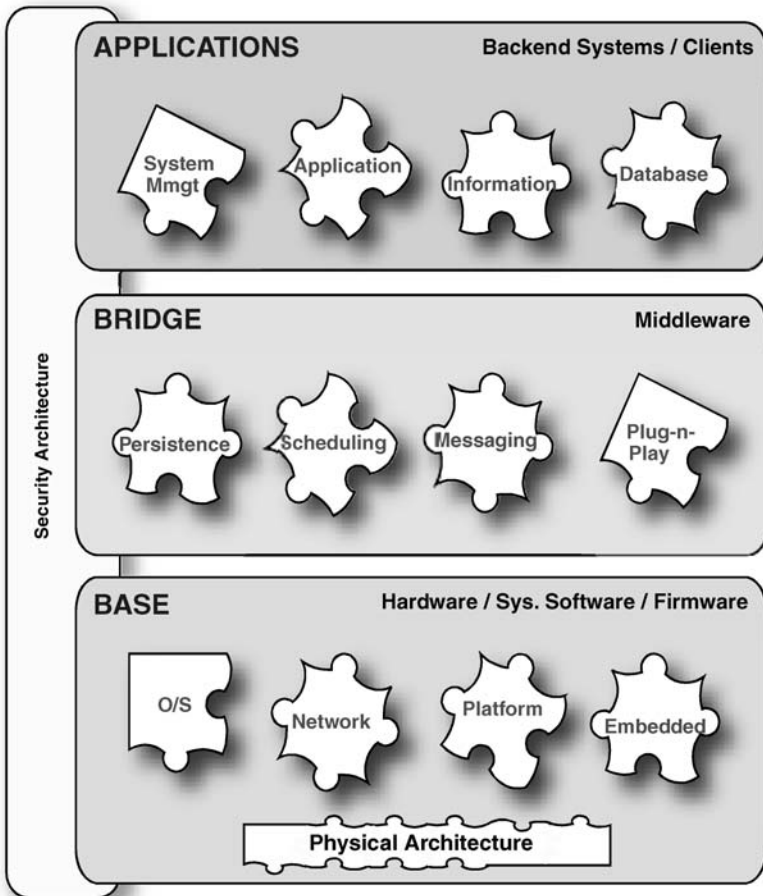 APPLICATIONS
Backend Systems / Clients
System
Mmgt
Application
Information
Database
Security Architecture
BRIDGE
Middleware
Persistence
Scheduling
Messaging
Plug-n-
Play
BASE
Hardware / Sys. Software / Firmware
O/S
Network
Platform
Embedded
Physical Architecture